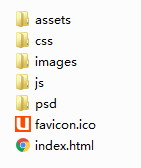 assets
css
images
js
psd
favicon.ico
index.html